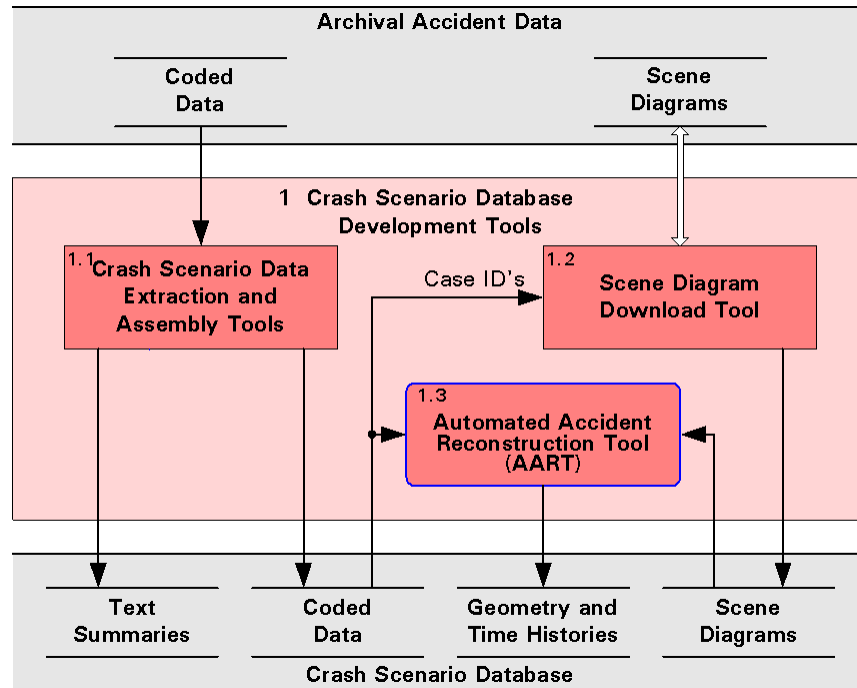 Archival Accident Data
Coded
Data
Scene
Diagrams
1 Crash Scenario Database
Development Tools
1.1
Crash Scenario Data
Extraction and
Assembly Tools
Case ID's
1.2
Scene Diagram
Download Tool
1.3
Automated Accident
Reconstruction Tool
(AART)
Text
Summaries
Coded
Data
Geometry and
Time Histories
Scene
Diagrams
Crash Scenario Database